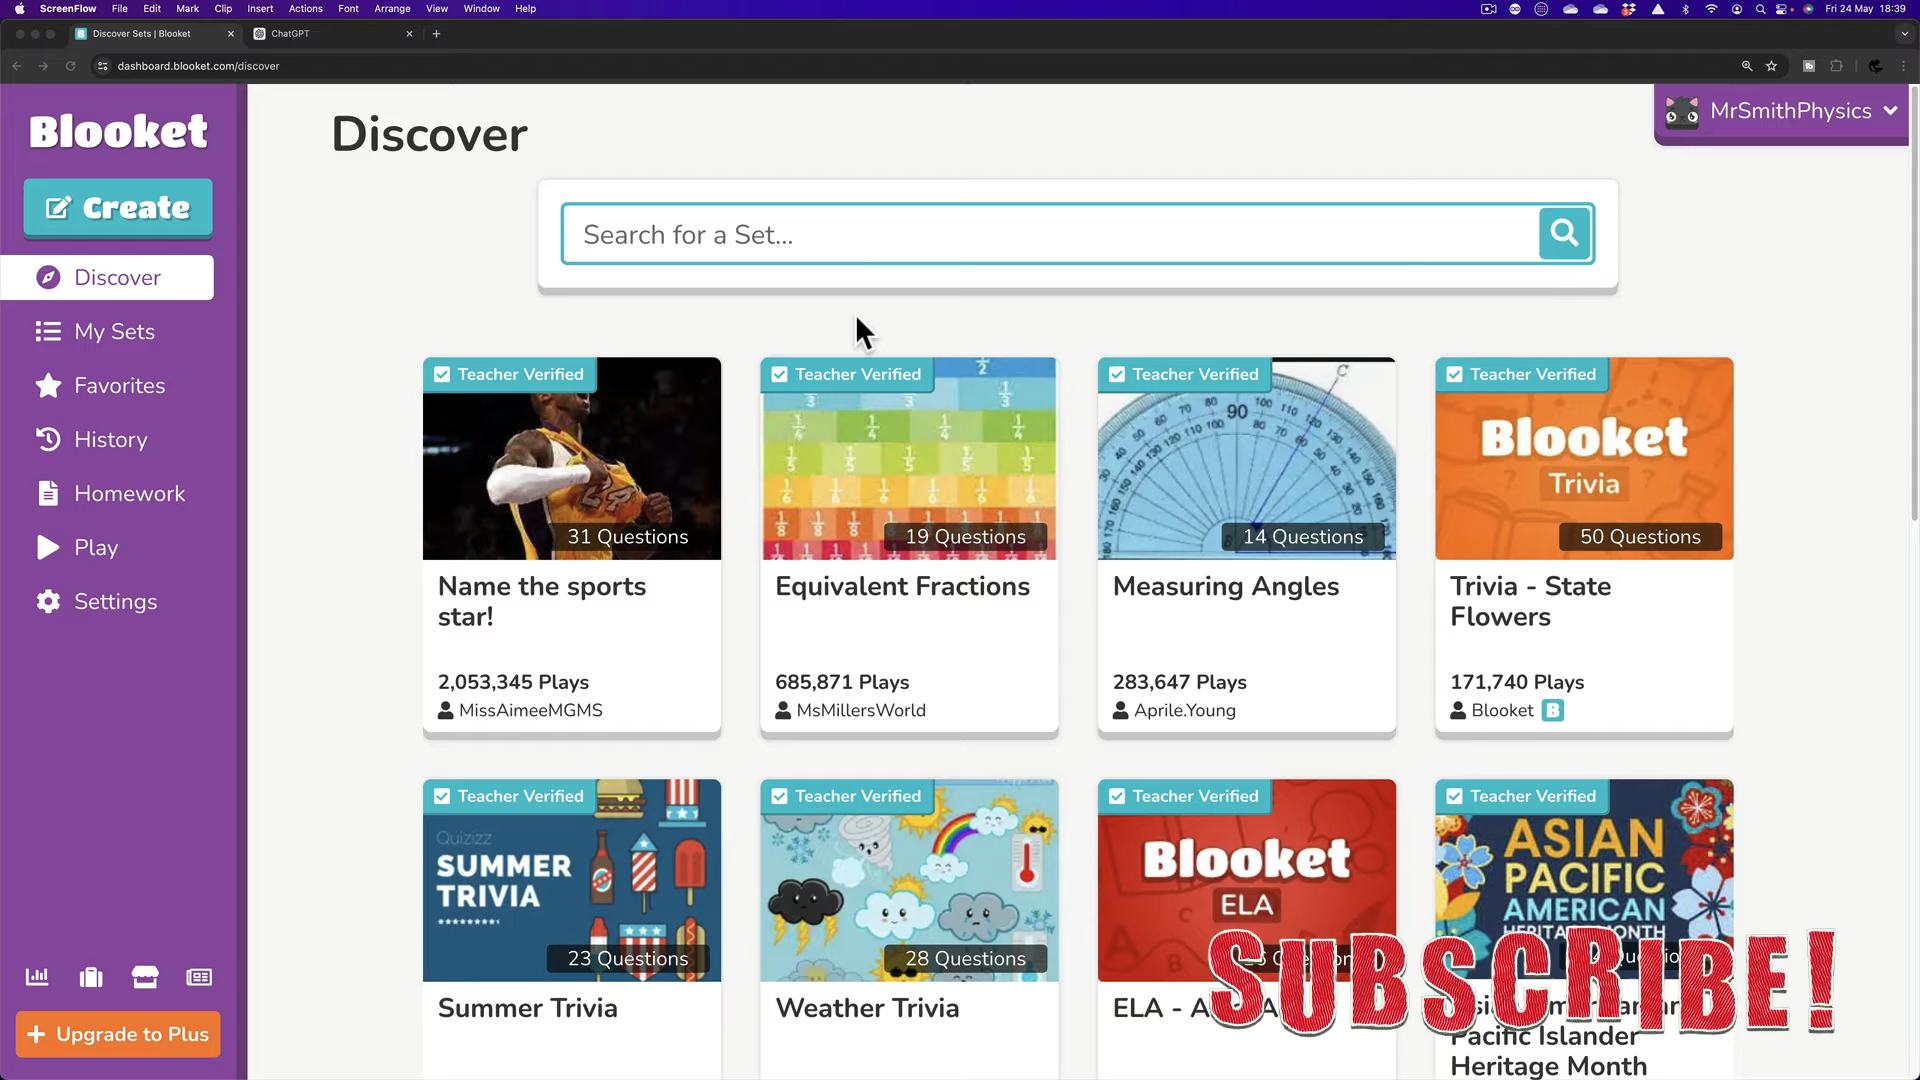 ScreenFlow File Edit Mark Clip Insert Actions Font Arrange View Window Help Fri 24 May 18:39
Discover Sets | Blooket ChatGPT
dashboard.blooket.com/discover
Blooket
Create
Discover
My Sets
Favorites
History
Homework
Play
Settings
Upgrade to Plus
Discover
MrSmithPhysics
Search for a Set...
Teacher Verified
31 Questions
Name the sports
star!
2,053,345 Plays
MissAimeeMGMS
Teacher Verified
19 Questions
Equivalent Fractions
685,871 Plays
MsMillersWorld
Teacher Verified
14 Questions
Measuring Angles
283,647 Plays
Aprile.Young
Teacher Verified
Blooket
Trivia
50 Questions
Trivia - State
Flowers
171,740 Plays
Blooket B
Teacher Verified
Quizizz
SUMMER
TRIVIA
23 Questions
Summer Trivia
Teacher Verified
28 Questions
Weather Trivia
Teacher Verified
Blooket
ELA
ELA -
Teacher Verified
ASIAN
PACIFIC
AMERICAN
HERITAGE MONTH
Pacific Islander
Heritage Month
SUBSCRIBE!